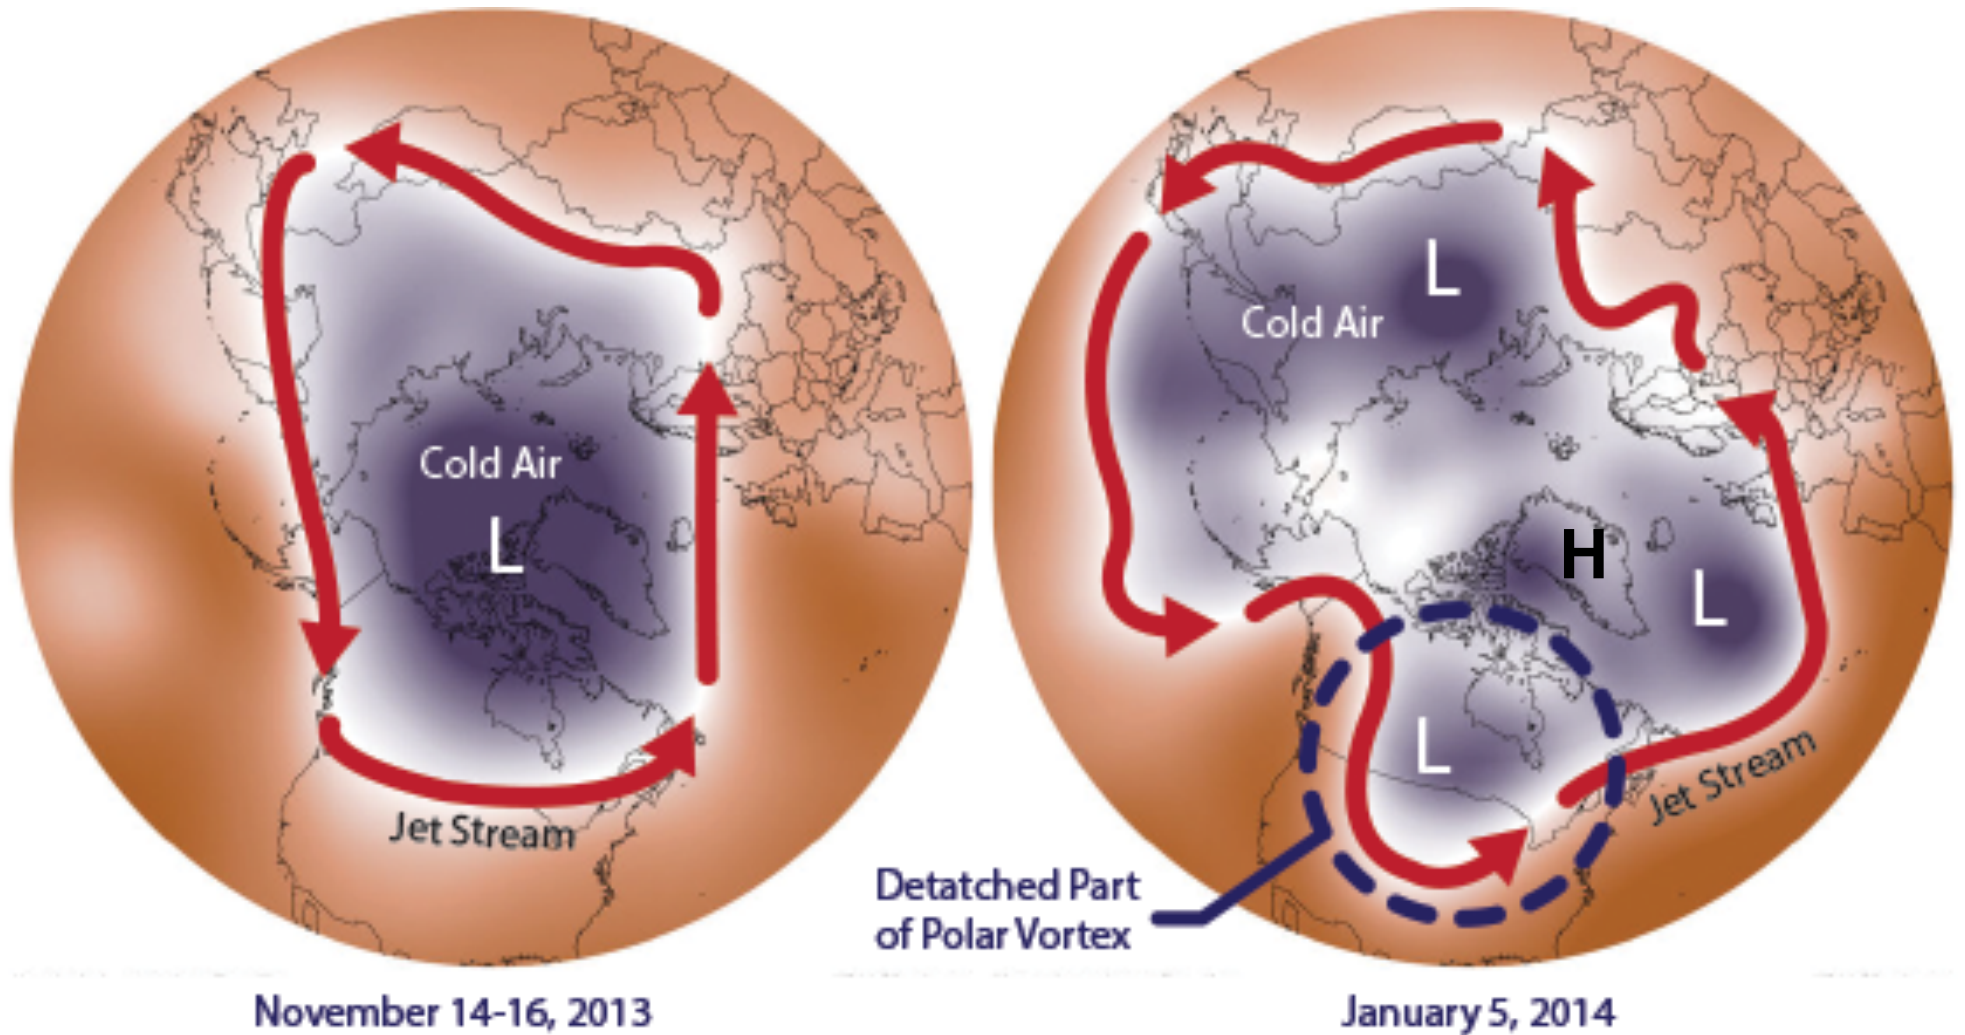 Cold Air
L
Jet Stream
November 14-16, 2013
L
Cold Air
H
L
L
Jet Stream
Detatched Part
of Polar Vortex
January 5, 2014